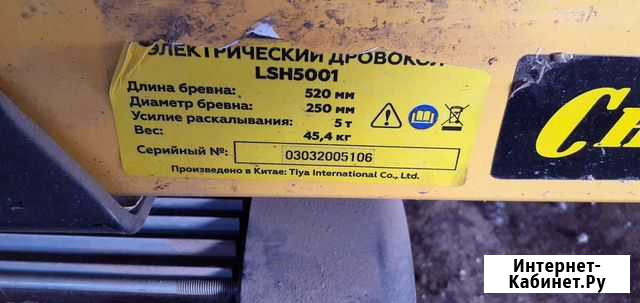 ЭЛЕКТРИЧЕСКИЙ ДРОВОКОЛ
LSH5001
Длина бревна: 520 мм
Диаметр бревна: 250 мм
Усилие раскалывания: 5 т
Вес: 45,4 кг
Серийный №: 03032005106
Произведено в Китае: Tiya International Co., Ltd.
Интернет-
Кабинет.Ру